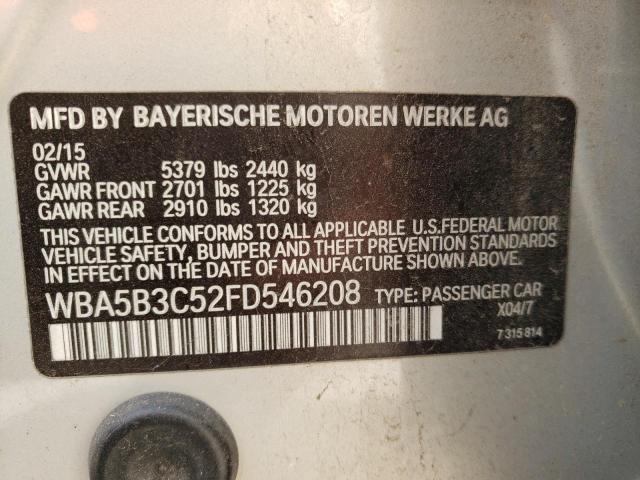 MFD BY BAYERISCHE MOTOREN WERKE AG
02/15
GVWR 5379 lbs 2440 kg
GAWR FRONT 2701 lbs 1225 kg
GAWR REAR 2910 lbs 1320 kg
THIS VEHICLE CONFORMS TO ALL APPLICABLE U.S.FEDERAL MOTOR
VEHICLE SAFETY, BUMPER AND THEFT PREVENTION STANDARDS
IN EFFECT ON THE DATE OF MANUFACTURE SHOWN ABOVE.
WBA5B3C52FD546208 TYPE: PASSENGER CAR
X04/7
7 315 814